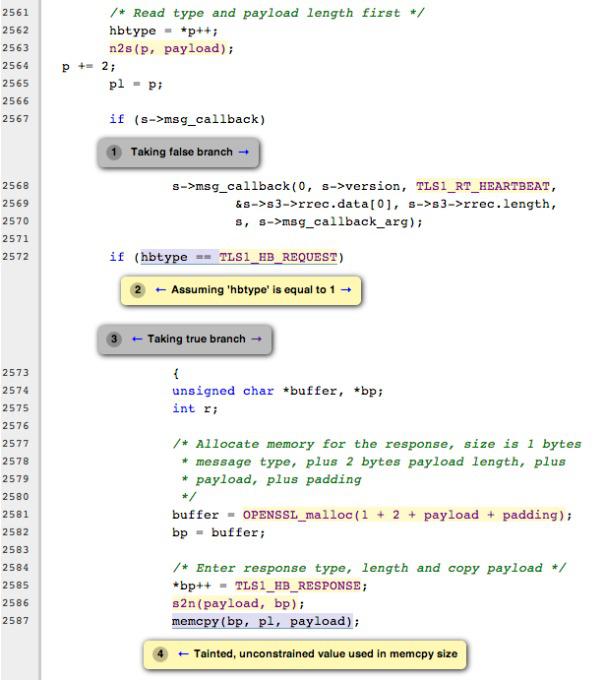 2561 /* Read type and payload length first */
2562 hbtype = *p++;
2563 n2s(p, payload);
2564 p += 2;
2565 pl = p;
2566
2567 if (s->msg_callback)
1 Taking false branch →
2568 s->msg_callback(0, s->version, TLS1_RT_HEARTBEAT,
2569 &s->s3->rrec.data[0], s->s3->rrec.length,
2570 s, s->msg_callback_arg);
2571
2572 if (hbtype == TLS1_HB_REQUEST)
2 ← Assuming 'hbtype' is equal to 1 →
3 ← Taking true branch →
2573 {
2574 unsigned char *buffer, *bp;
2575 int r;
2576
2577 /* Allocate memory for the response, size is 1 bytes
2578 * message type, plus 2 bytes payload length, plus
2579 * payload, plus padding
2580 */
2581 buffer = OPENSSL_malloc(1 + 2 + payload + padding);
2582 bp = buffer;
2583
2584 /* Enter response type, length and copy payload */
2585 *bp++ = TLS1_HB_RESPONSE;
2586 s2n(payload, bp);
2587 memcpy(bp, pl, payload);
4 ← Tainted, unconstrained value used in memcpy size